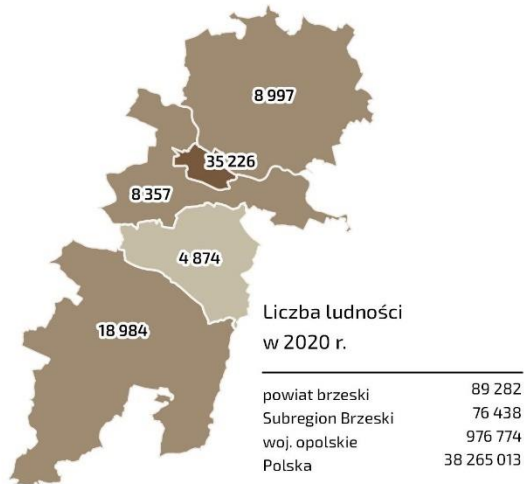 8 997
35 226
8 357
4 874
18 984
Liczba ludności
w 2020 r.
powiat brzeski 89 282
Subregion Brzeski 76 438
woj. opolskie 976 774
Polska 38 265 013